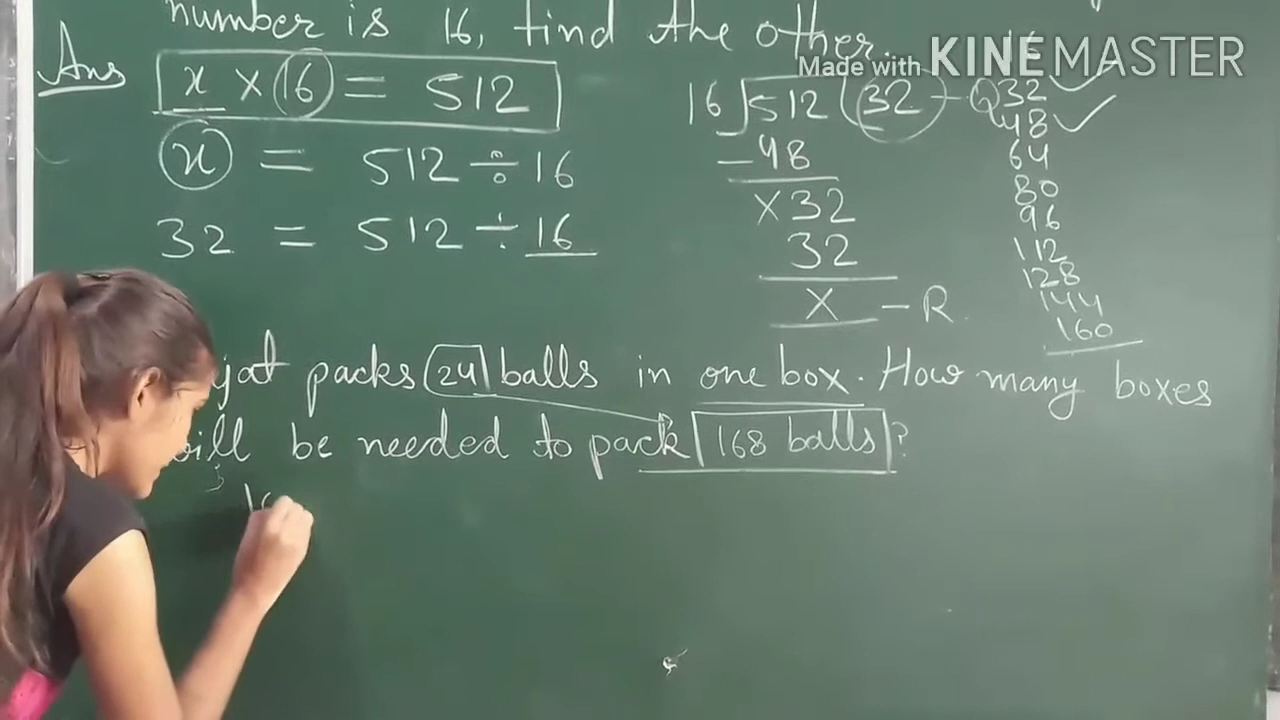 number is 16, find the other.
Made with KINEMASTER
Ans x × 16 = 512
x = 512 ÷ 16
32 = 512 ÷ 16
16 512 32 - Q
- 48
x 32
32
x - R
16
32
48
64
80
96
112
128
144
160
packs 24 balls in one box. How many boxes
will be needed to pack 168 balls?